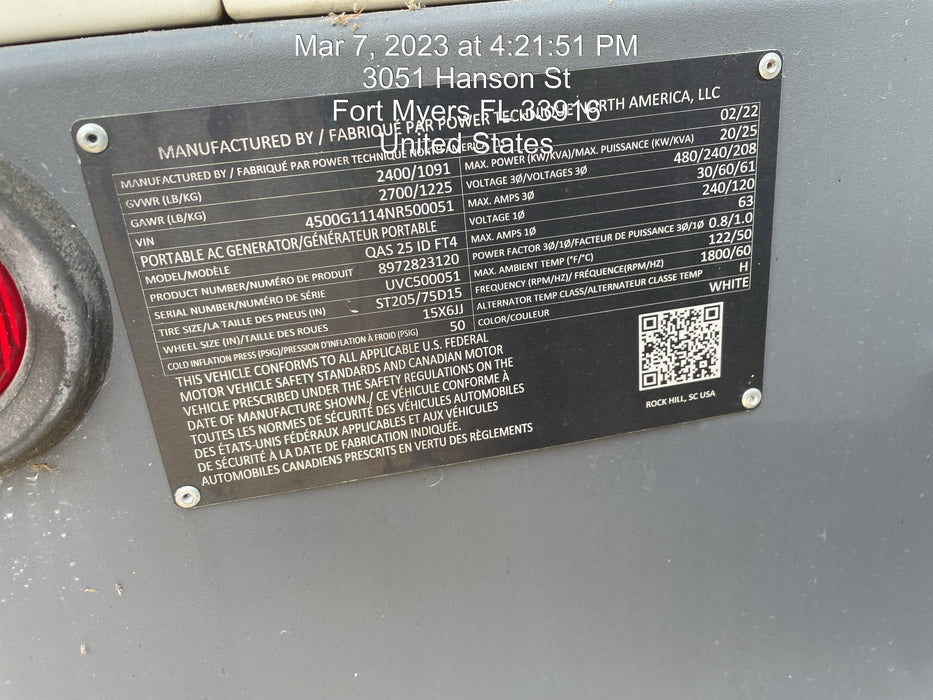 Mar 7, 2023 at 4:21:51 PM
3051 Hanson St
Fort Myers FL 33916
United States
MANUFACTURED BY / FABRIQUÉ PAR POWER TECHNIQUE NORTH AMERICA, LLC
MANUFACTURED BY / FABRIQUÉ PAR POWER TECHNIQUE NORTH AMERICA 02/22
GVWR (LB/KG) 2400/1091
GAWR (LB/KG) 2700/1225
VIN 4500G1114NR500051
PORTABLE AC GENERATOR/GÉNÉRATEUR PORTABLE
MODEL/MODÈLE QAS 25 ID FT4
PRODUCT NUMBER/NUMÉRO DE PRODUIT 8972823120
SERIAL NUMBER/NUMÉRO DE SÉRIE UVC500051
TIRE SIZE/LA TAILLE DES PNEUS (IN) ST205/75D15
WHEEL SIZE (IN)/TAILLE DES ROUES 15X6JJ
COLD INFLATION PRESS (PSIG)/PRESSION D'INFLATION À FROID (PSIG) 50
MAX. POWER (KW/KVA)/MAX. PUISSANCE (KW/KVA) 20/25
VOLTAGE 3Ø/VOLTAGES 3Ø 480/240/208
MAX. AMPS 3Ø 30/60/61
VOLTAGE 1Ø 240/120
MAX. AMPS 1Ø 63
POWER FACTOR 3Ø/1Ø/FACTEUR DE PUISSANCE 3Ø/1Ø 0.8/1.0
MAX. AMBIENT TEMP (°F/°C) 122/50
FREQUENCY (RPM/HZ)/ FRÉQUENCE(RPM/HZ) 1800/60
ALTERNATOR TEMP CLASS/ALTERNATEUR CLASSE TEMP H
COLOR/COULEUR WHITE
THIS VEHICLE CONFORMS TO ALL APPLICABLE U.S. FEDERAL
MOTOR VEHICLE SAFETY STANDARDS AND CANADIAN MOTOR
VEHICLE PRESCRIBED UNDER THE SAFETY REGULATIONS ON THE
DATE OF MANUFACTURE SHOWN./ CE VÉHICULE CONFORME À
TOUTES LES NORMES DE SÉCURITÉ DES VÉHICULES AUTOMOBILES
DES ÉTATS-UNIS FÉDÉRAUX APPLICABLES ET AUX VÉHICULES
DE SÉCURITÉ À LA DATE DE FABRICATION INDIQUÉE.
AUTOMOBILES CANADIENS PRESCRITS EN VERTU DES RÈGLEMENTS
ROCK HILL, SC USA